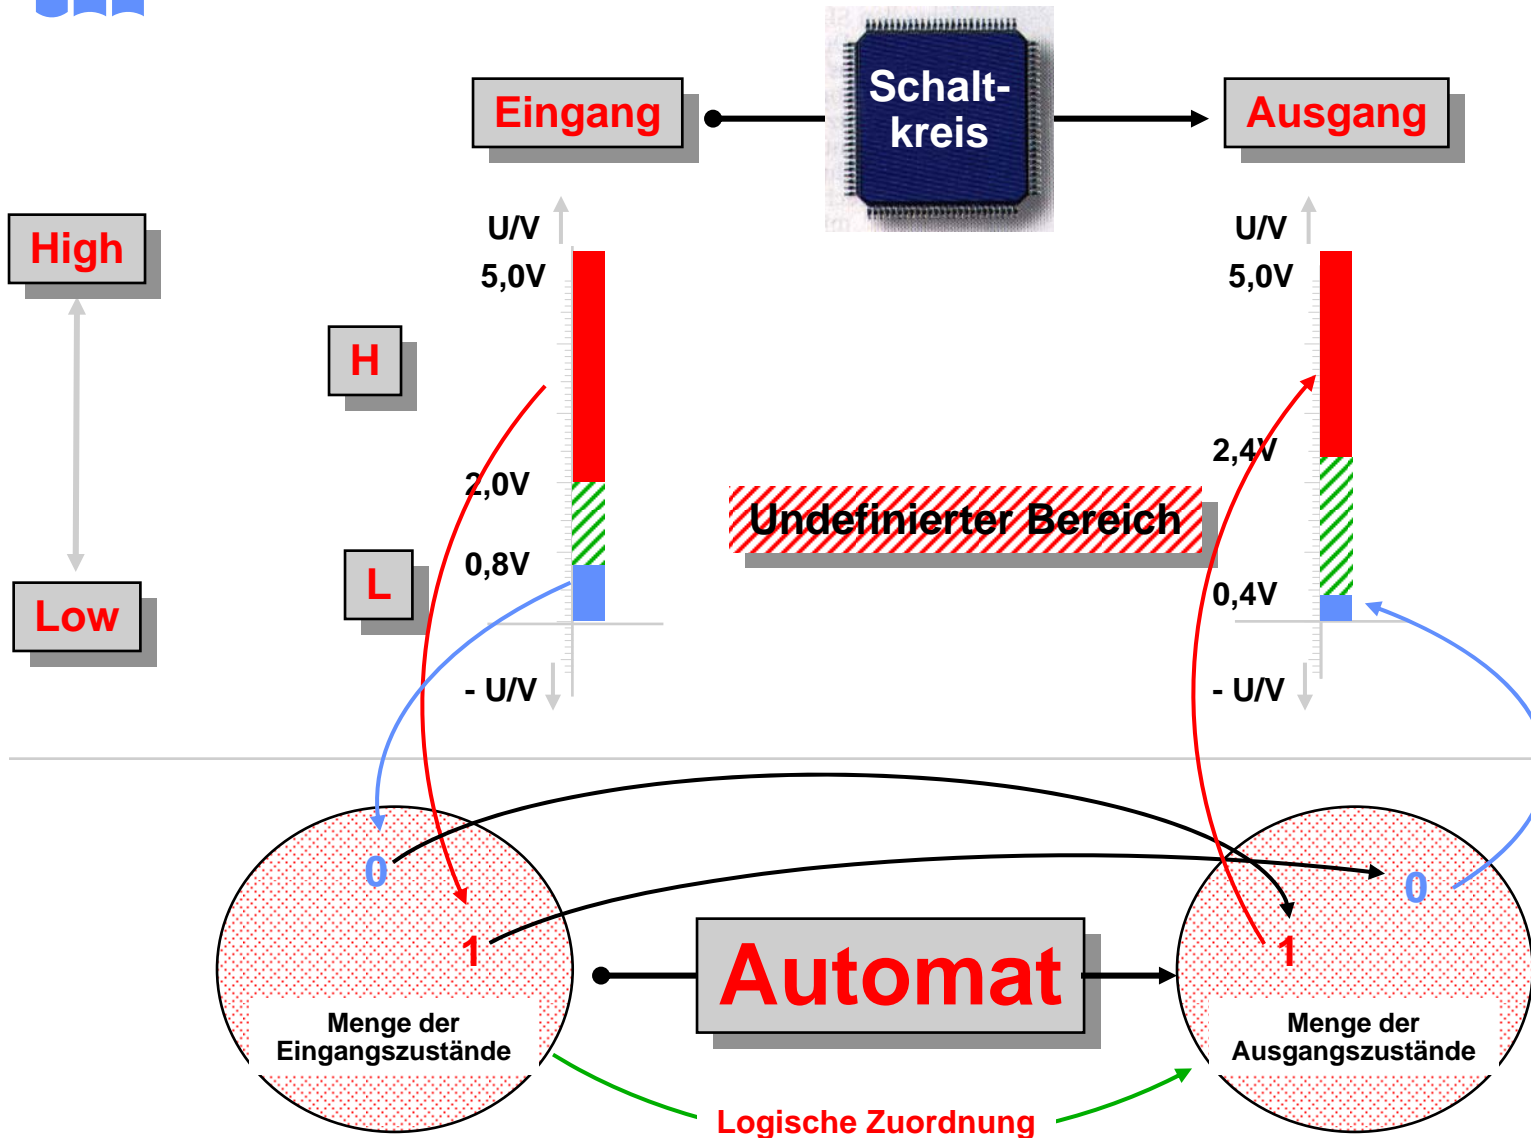 Eingang
Schalt-
kreis
Ausgang
High
U/V
5,0V
U/V
5,0V
H
2,0V
2,4V
Undefinierter Bereich
0,8V
L
0,4V
Low
- U/V
- U/V
0
0
1
1
Automat
Menge der
Eingangszustände
Menge der
Ausgangszustände
Logische Zuordnung